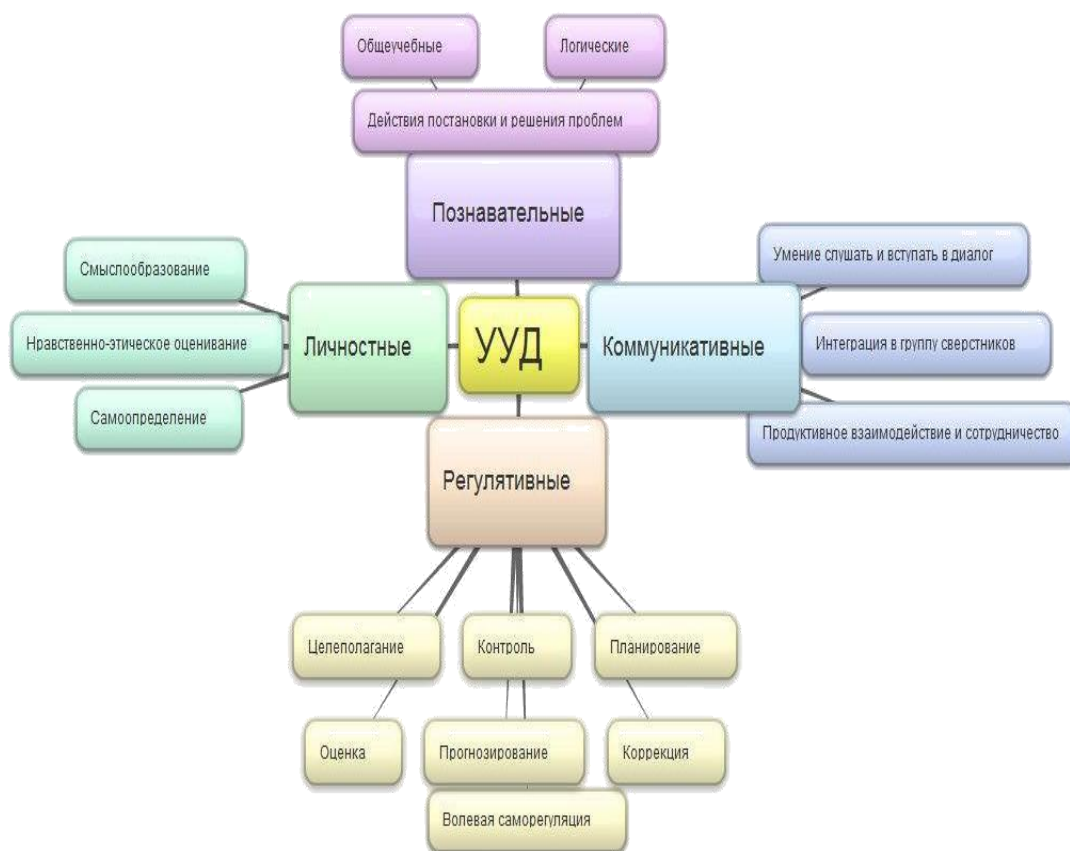 Общеучебные
Логические
Действия постановки и решения проблем
Познавательные
Смыслообразование
Нравственно-этическое оценивание
Самоопределение
Личностные
УУД
Коммуникативные
Умение слушать и вступать в диалог
Интеграция в группу сверстников
Продуктивное взаимодействие и сотрудничество
Регулятивные
Целеполагание
Контроль
Планирование
Оценка
Прогнозирование
Коррекция
Волевая саморегуляция